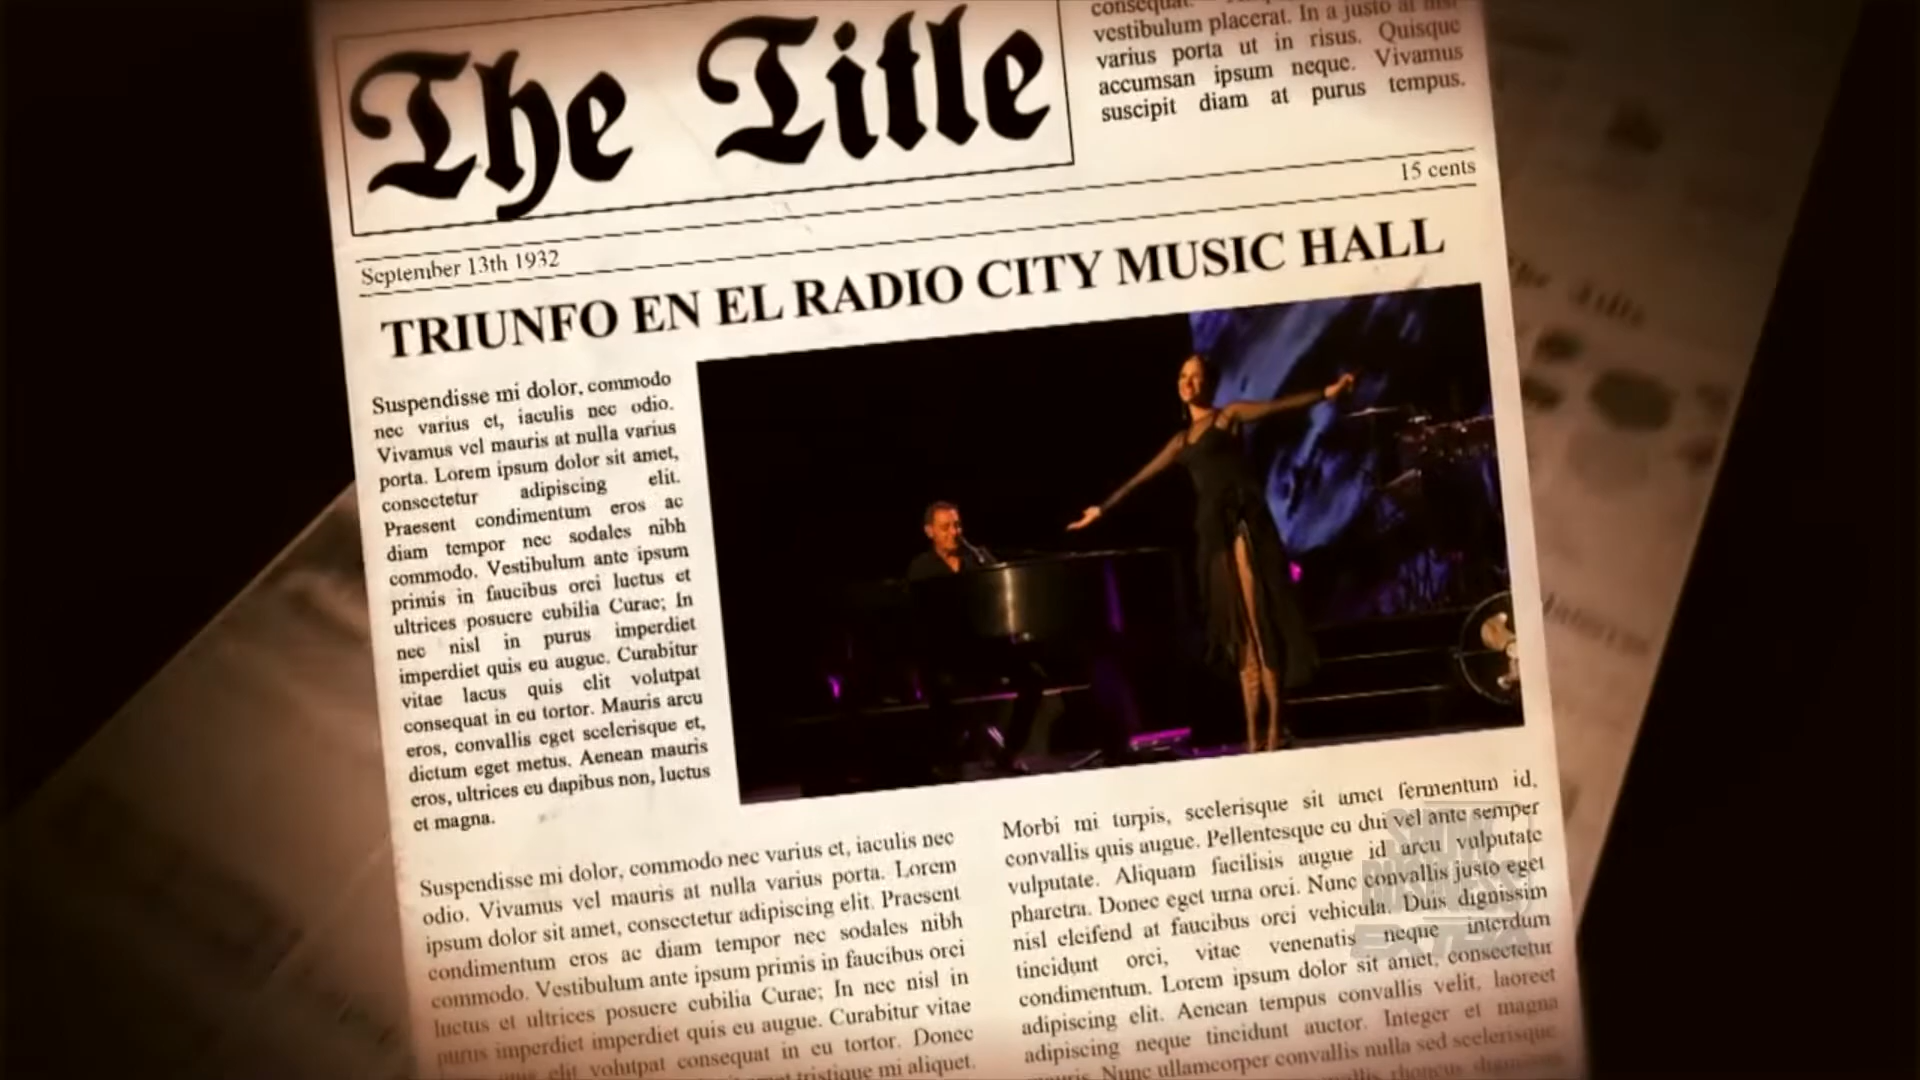 The Title
consequat.
vestibulum placerat. In a justo at nisl
varius porta ut in risus. Quisque
accumsan ipsum neque. Vivamus
suscipit diam at purus tempus.
15 cents
September 13th 1932
TRIUNFO EN EL RADIO CITY MUSIC HALL
Suspendisse mi dolor, commodo
nec varius et, iaculis nec odio.
Vivamus vel mauris at nulla varius
porta. Lorem ipsum dolor sit amet,
consectetur adipiscing elit.
Praesent condimentum eros ac
diam tempor nec sodales nibh
commodo. Vestibulum ante ipsum
primis in faucibus orci luctus et
ultrices posuere cubilia Curae; In
nec nisl in purus imperdiet
imperdiet quis eu augue. Curabitur
vitae lacus quis elit volutpat
consequat in eu tortor. Mauris arcu
eros, convallis eget scelerisque et,
dictum eget metus. Aenean mauris
eros, ultrices eu dapibus non, luctus
et magna.
Suspendisse mi dolor, commodo nec varius et, iaculis nec
odio. Vivamus vel mauris at nulla varius porta. Lorem
ipsum dolor sit amet, consectetur adipiscing elit. Praesent
condimentum eros ac diam tempor nec sodales nibh
commodo. Vestibulum ante ipsum primis in faucibus orci
luctus et ultrices posuere cubilia Curae; In nec nisl in
purus imperdiet imperdiet quis eu augue. Curabitur vitae
quis elit volutpat consequat in eu tortor. Donec
tristique mi aliquet.
Morbi mi turpis, scelerisque sit amet fermentum id,
convallis quis augue. Pellentesque eu dui vel ante semper
vulputate. Aliquam facilisis augue id arcu vulputate
pharetra. Donec eget urna orci. Nunc convallis justo eget
nisl eleifend at faucibus orci vehicula. Duis dignissim
tincidunt orci, vitae venenatis neque interdum
condimentum. Lorem ipsum dolor sit amet, consectetur
adipiscing elit. Aenean tempus convallis velit, laoreet
adipiscing neque tincidunt auctor. Integer et magna
mauris. Nunc ullamcorper convallis nulla sed scelerisque
rhoncus
SHOW
BUSINESS
EXTRA